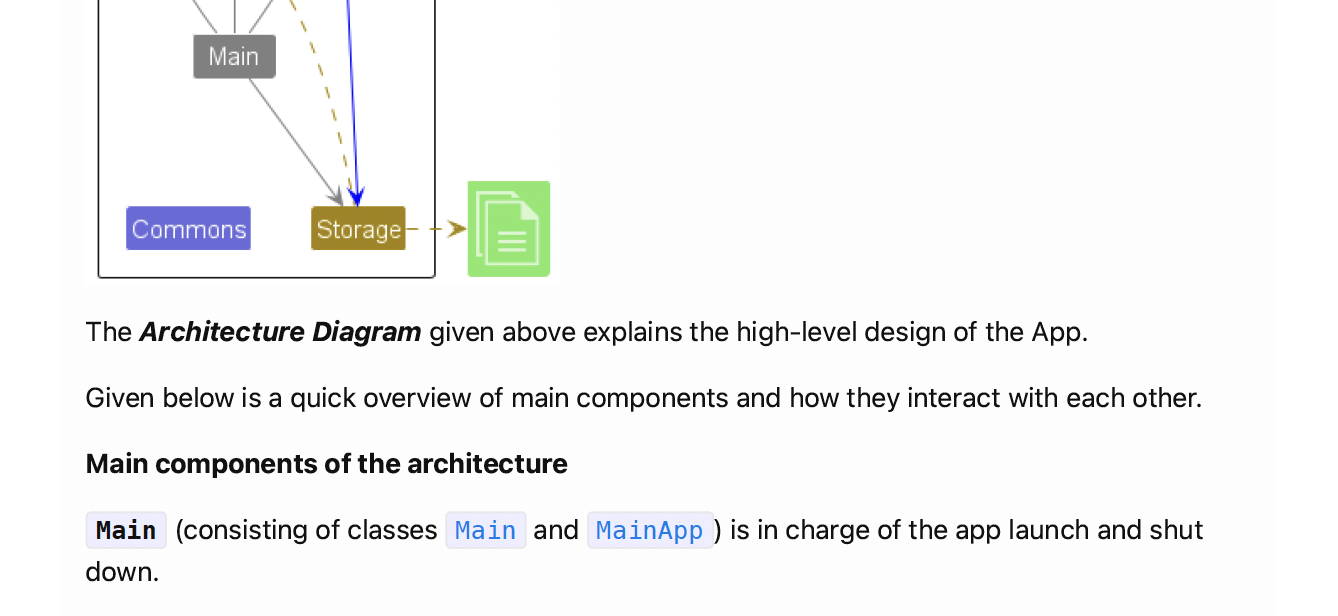 Main
Commons
Storage
The Architecture Diagram given above explains the high-level design of the App.
Given below is a quick overview of main components and how they interact with each other.
Main components of the architecture
Main (consisting of classes Main and MainApp) is in charge of the app launch and shut
down.